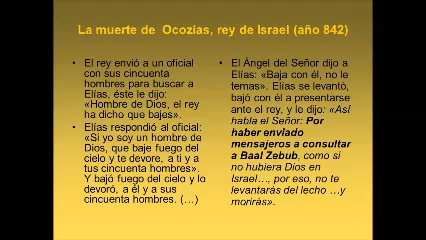 La muerte de Ocozías, rey de Israel (año 842)
• El rey envió a un oficial
con sus cincuenta
hombres para buscar a
Elías, éste le dijo:
«Hombre de Dios, el rey
ha dicho que bajes».
• Elías respondió al oficial:
«Si yo soy un hombre de
Dios, que baje fuego del
cielo y te devore, a ti y a
tus cincuenta hombres».
Y bajó fuego del cielo y lo
devoró, a él y a sus
cincuenta hombres. (…)
• El Ángel del Señor dijo a
Elías: «Baja con él, no le
temas». Elías se levantó,
bajó con él a presentarse
ante el rey, y le dijo: «Así
habla el Señor: Por
haber enviado
mensajeros a consultar
a Baal Zebub, como si
no hubiera Dios en
Israel…, por eso, no te
levantarás del lecho …y
morirás».